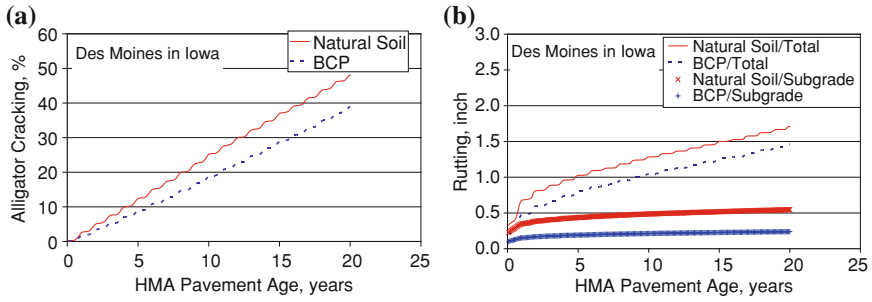 (a)
Des Moines in Iowa
Natural Soil
BCP
Alligator Cracking, %
60
50
40
30
20
10
0
0 5 10 15 20 25
HMA Pavement Age, years
(b)
Des Moines in Iowa
Natural Soil/Total
BCP/Total
Natural Soil/Subgrade
BCP/Subgrade
Rutting, inch
3.0
2.5
2.0
1.5
1.0
0.5
0.0
0 5 10 15 20 25
HMA Pavement Age, years